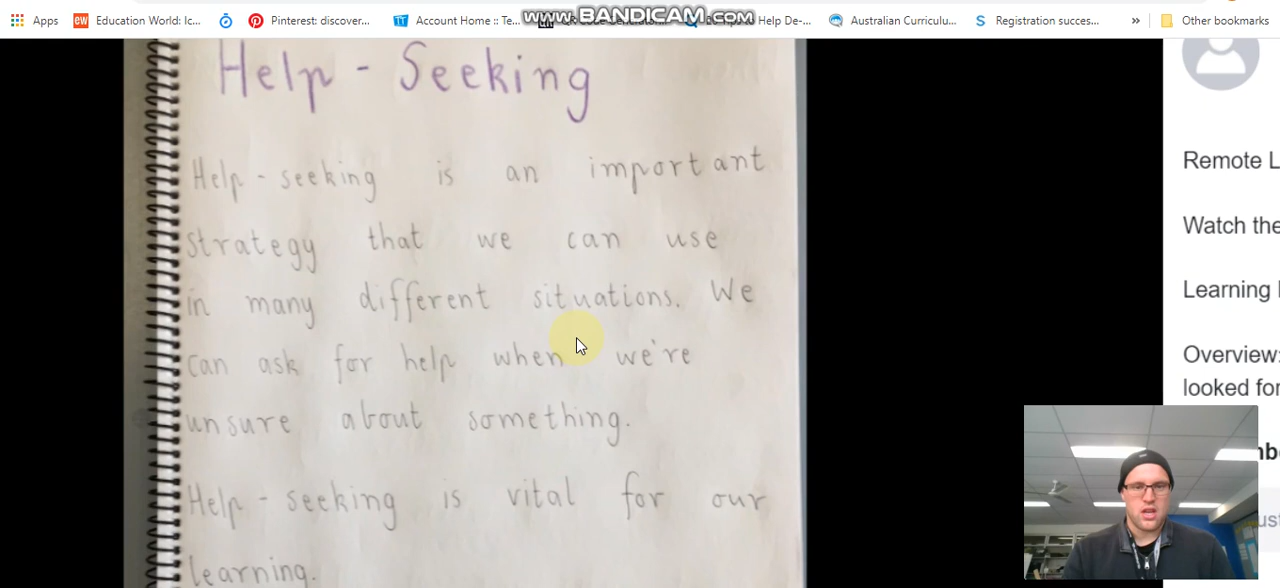 Apps
Education World: Ic...
Pinterest: discover...
Account Home :: Te...
www.BANDICAM.com
Help De-...
Australian Curriculu...
Registration succes...
»
Other bookmarks
Help - Seeking
Help - seeking is an important
strategy that we can use
in many different situations. We
can ask for help when we're
unsure about something.
Help - seeking is vital for our
learning.
Remote L
Watch the
Learning
Overview:
looked for